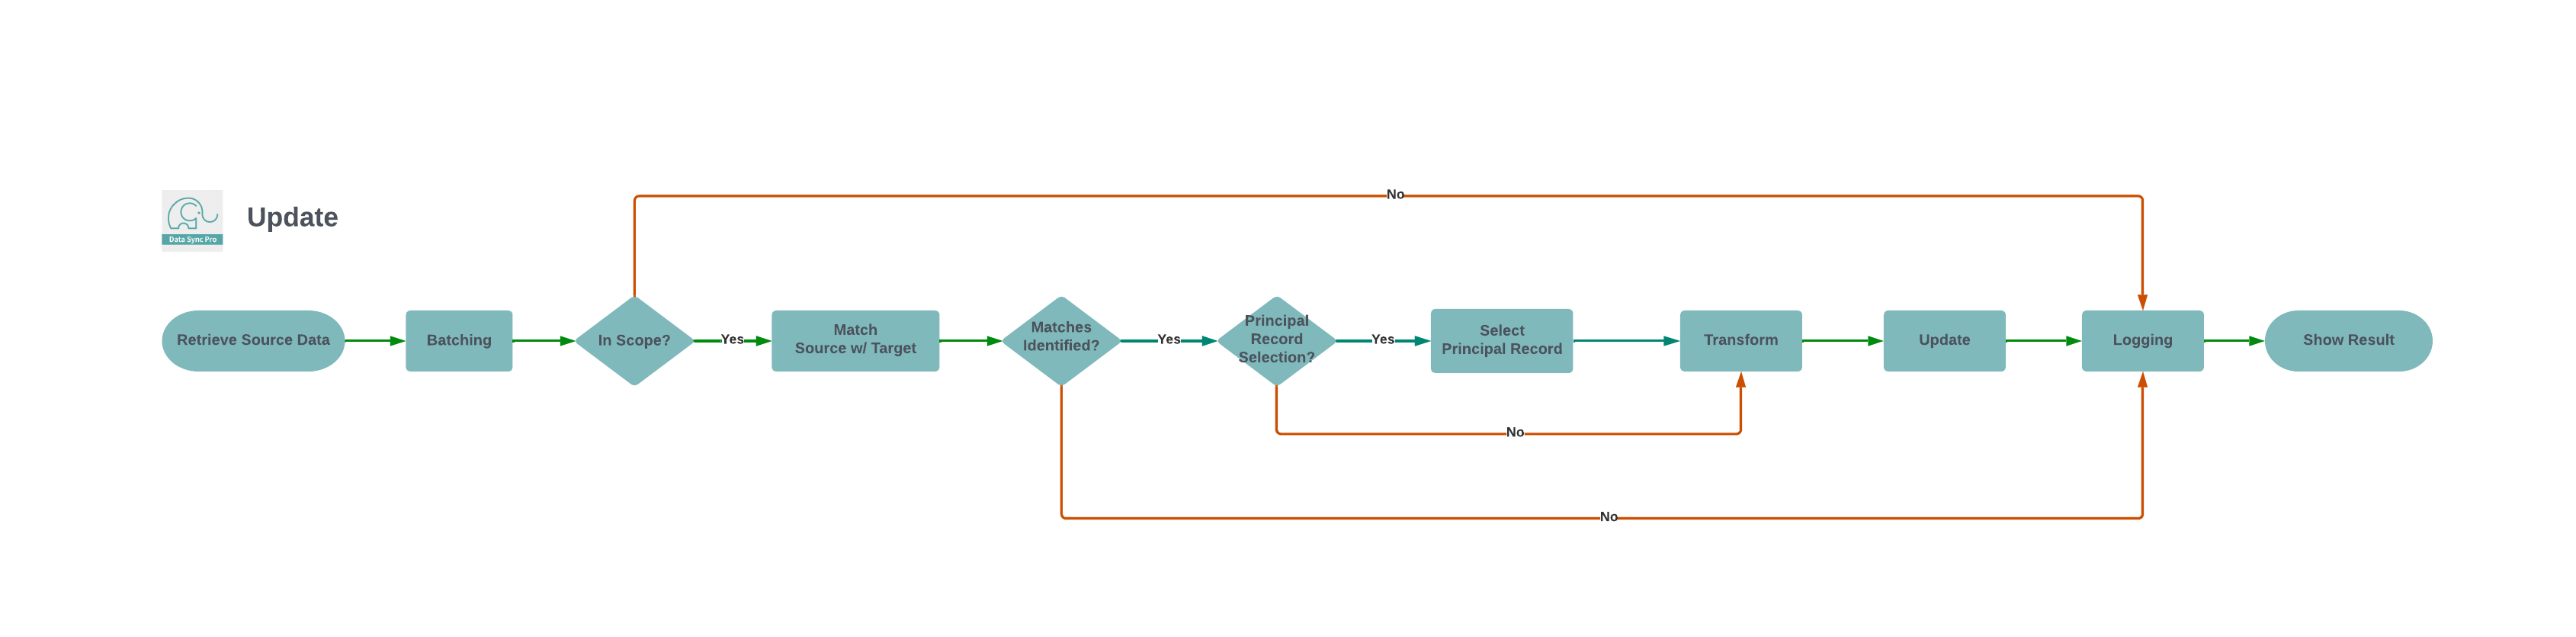 Data Sync Pro
Update
No
Retrieve Source Data
Batching
In Scope?
Yes
Match
Source w/ Target
Matches
Identified?
Yes
Principal
Record
Selection?
Yes
Select
Principal Record
Transform
Update
Logging
Show Result
No
No